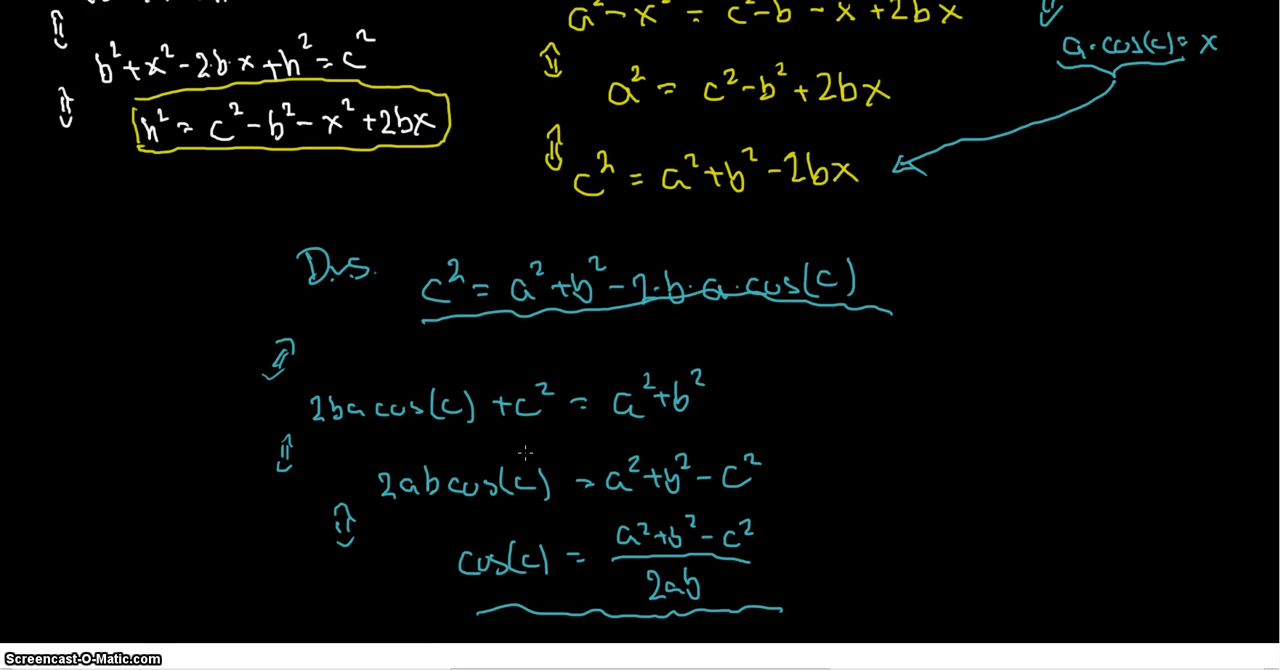 b²+x²-2·b·x+h²=c²
h² = c²-b²-x²+2bx
a²-x² = c²-b-x+2bx
a² = c²-b²+2bx
c² = a²+b²-2bx
a·cos(c)=x
D.v.s. c² = a²+b²-2·b·a·cos(c)
2ba cos(c) +c² = a²+b²
2ab cos(c) = a²+b²-c²
cos(c) = a²+b²-c²
2ab
Screencast-O-Matic.com